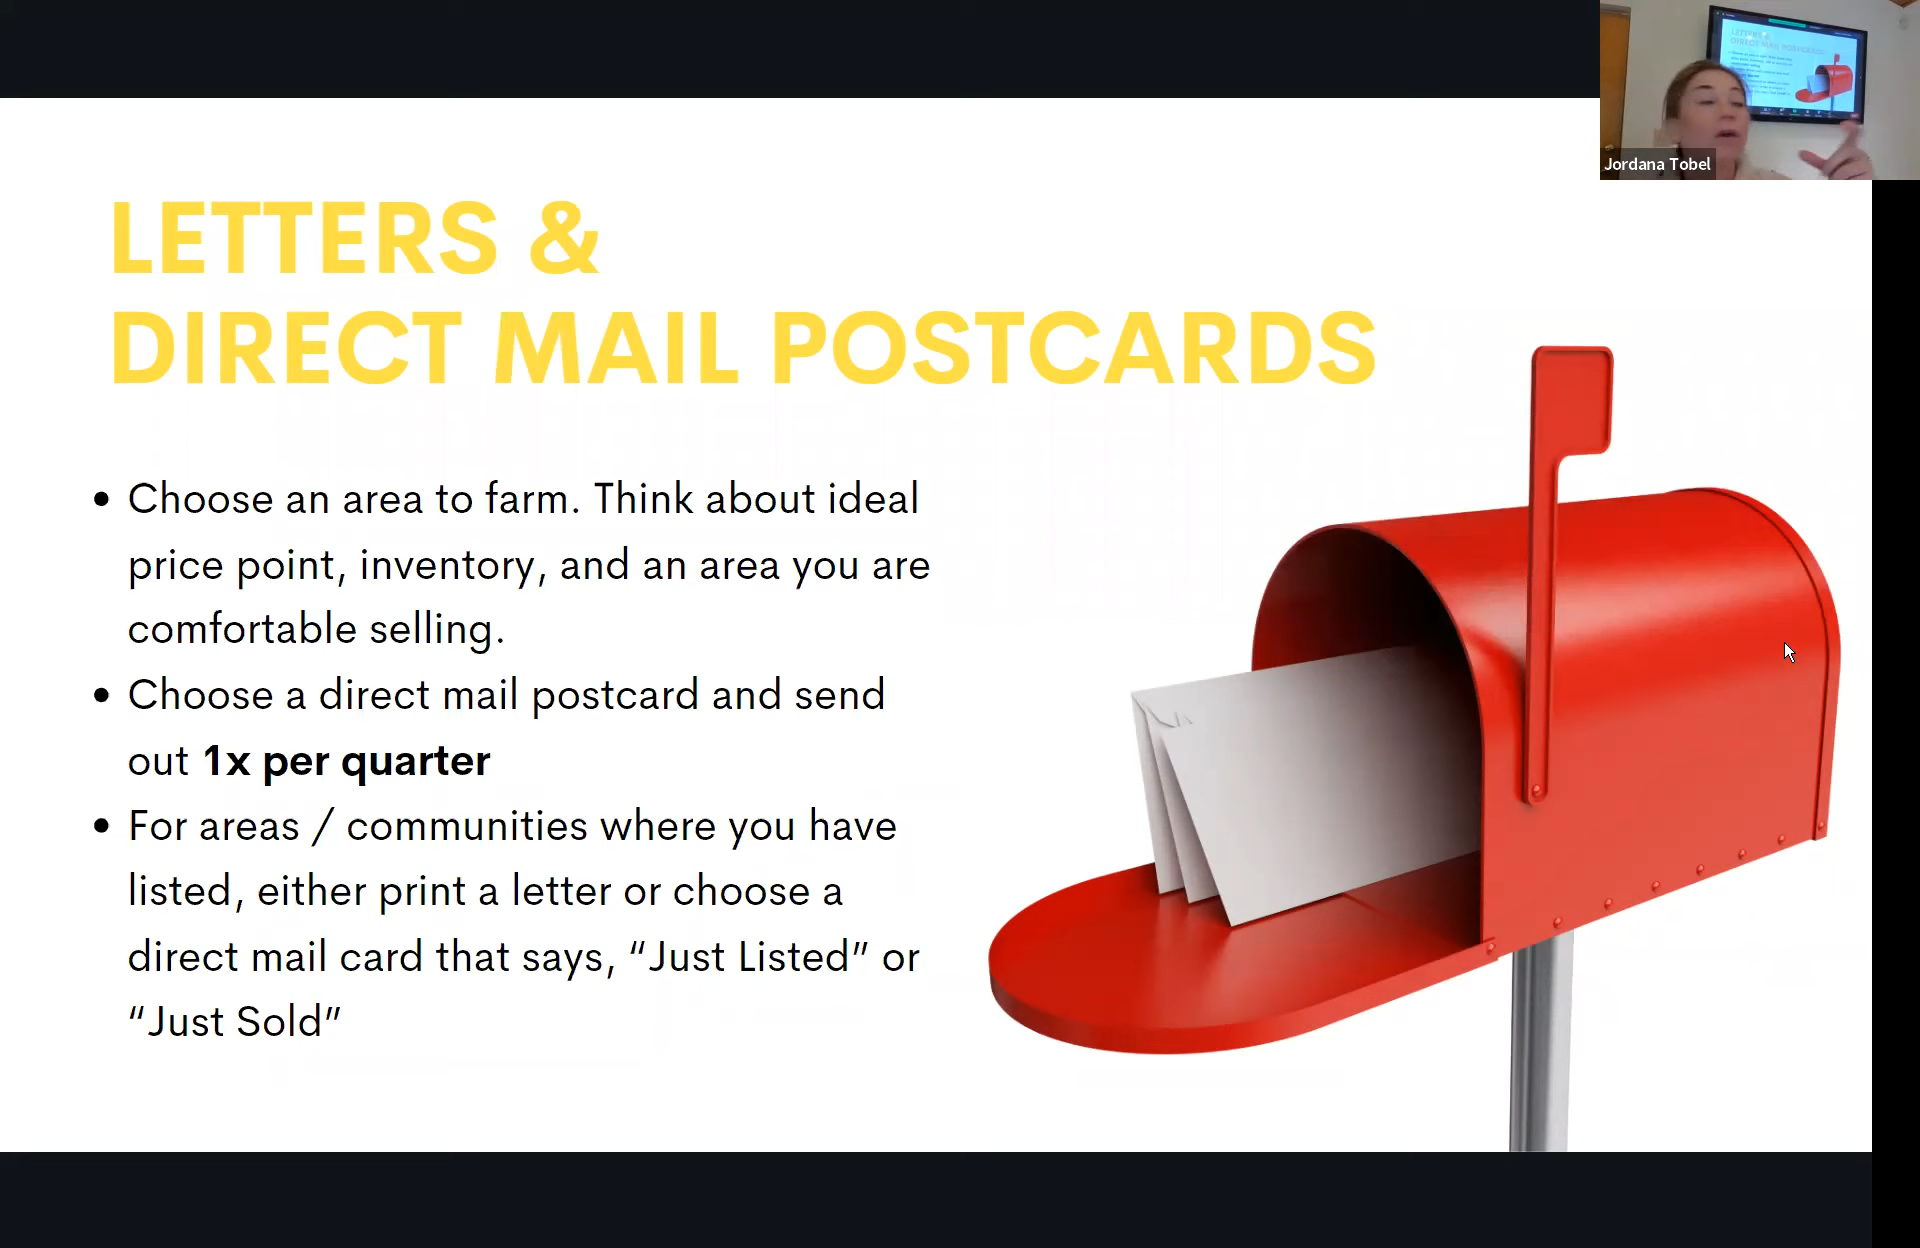 LETTERS &
DIRECT MAIL POSTCARDS
• Choose an area to farm. Think about ideal
price point, inventory, and an area you are
comfortable selling.
• Choose a direct mail postcard and send
out 1x per quarter
• For areas / communities where you have
listed, either print a letter or choose a
direct mail card that says, “Just Listed” or
“Just Sold”
Jordana Tobel